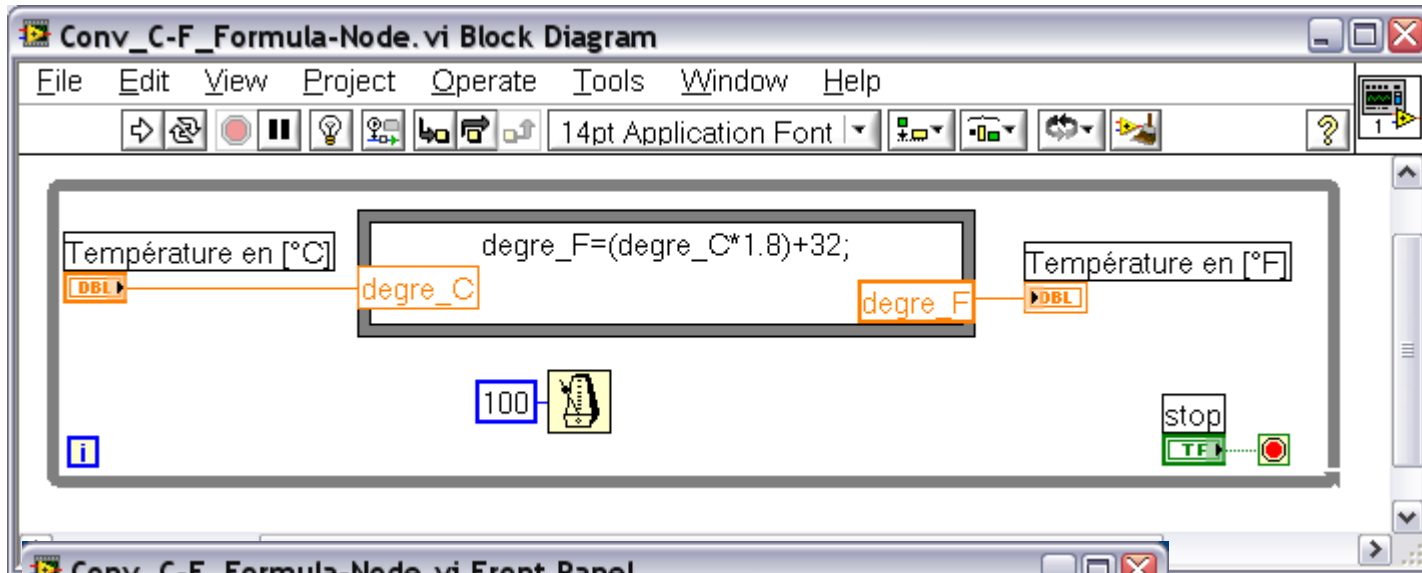 Conv_C-F_Formula-Node.vi Block Diagram
File Edit View Project Operate Tools Window Help
14pt Application Font
1
degre_F=(degre_C*1.8)+32;
Température en [°C]
Température en [°F]
DBL
degre_C
degre_F
DBL
100
stop
i
TF
Conv_C-F_Formula-Node.vi Front Panel